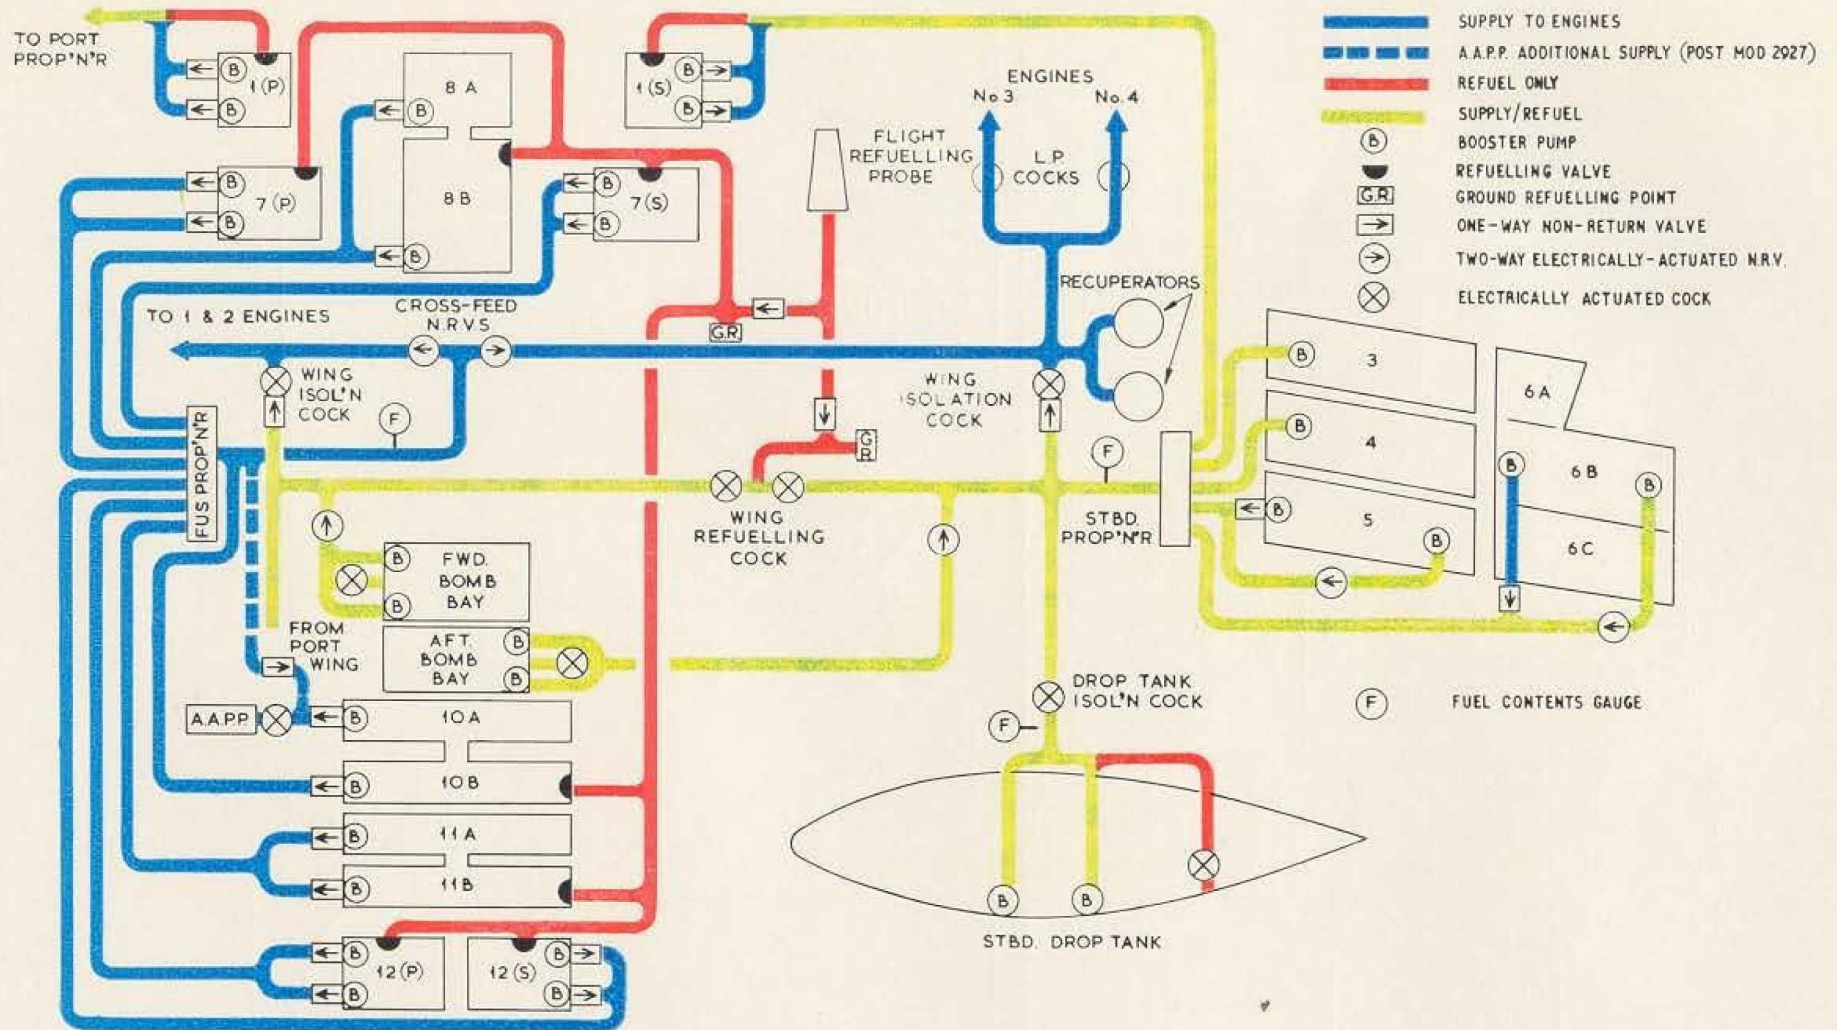 TO PORT
PROP'N'R
1 (P)
B
B
8 A
B
8 B
B
1 (S)
B
B
7 (P)
B
B
7 (S)
B
B
FLIGHT
REFUELLING
PROBE
ENGINES
No 3
No. 4
L.P.
COCKS
RECUPERATORS
SUPPLY TO ENGINES
A.A.P.P. ADDITIONAL SUPPLY (POST MOD 2927)
REFUEL ONLY
SUPPLY/REFUEL
B
BOOSTER PUMP
REFUELLING VALVE
G.R.
GROUND REFUELLING POINT
ONE-WAY NON-RETURN VALVE
TWO-WAY ELECTRICALLY-ACTUATED N.R.V.
ELECTRICALLY ACTUATED COCK
TO 1 & 2 ENGINES
CROSS-FEED
N.R.V.S
G.R.
WING
ISOL'N
COCK
F
WING
ISOLATION
COCK
G
R
FUS PROP'N'R
F
WING
REFUELLING
COCK
STBD.
PROP'N'R
B
3
B
4
B
5
B
6 A
B
6 B
B
6 C
B
FWD.
BOMB
BAY
B
FROM
PORT
WING
AFT.
BOMB
BAY
B
B
A.A.P.P.
B
10 A
B
10 B
B
11 A
B
11 B
B
B
12 (P)
12 (S)
B
B
DROP TANK
ISOL'N COCK
F
B
B
STBD. DROP TANK
F
FUEL CONTENTS GAUGE